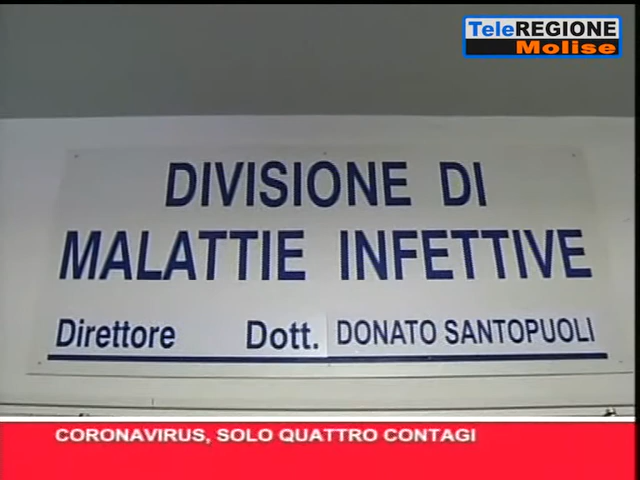 TeleREGIONE
Molise
DIVISIONE DI
MALATTIE INFETTIVE
Direttore Dott. DONATO SANTOPUOLI
CORONAVIRUS, SOLO QUATTRO CONTAGI